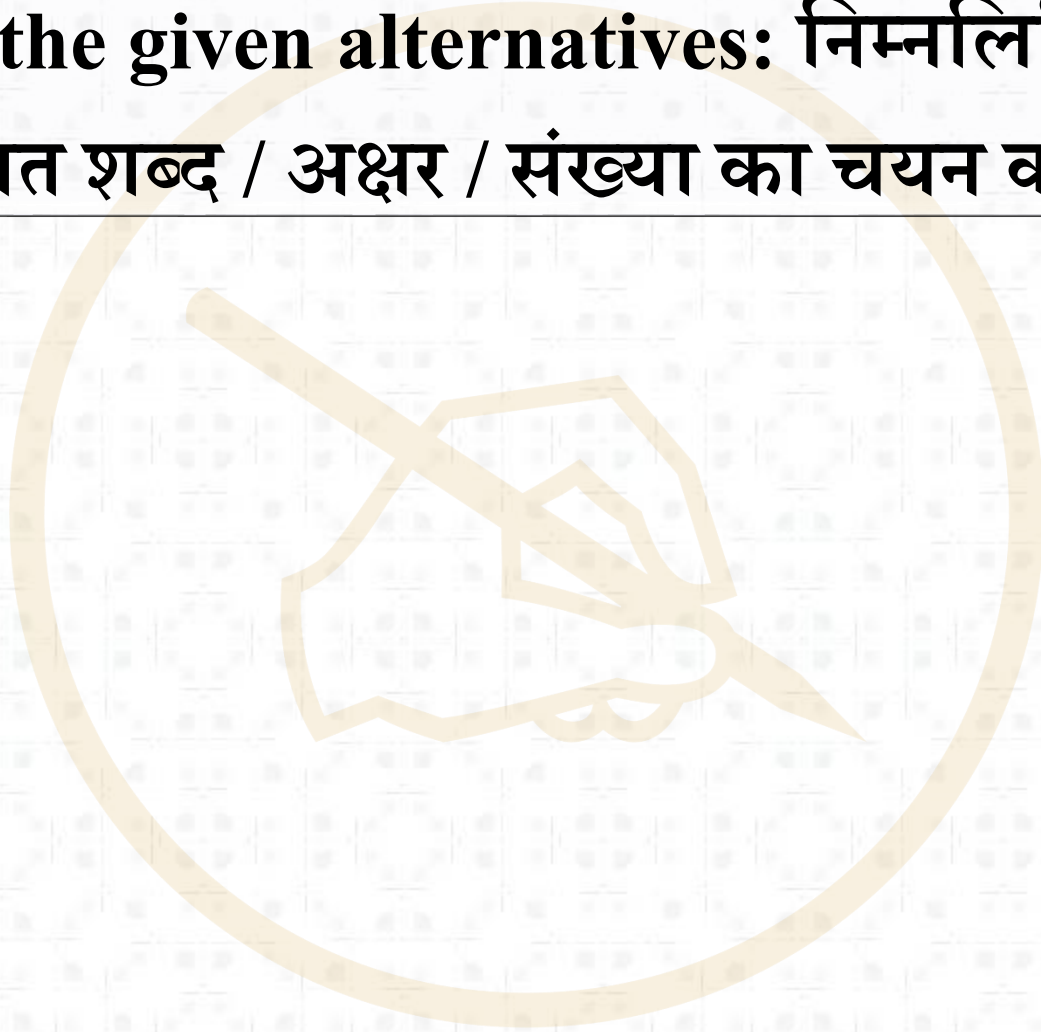 the given alternatives:
शब्द / अक्षर / संख्या का चयन